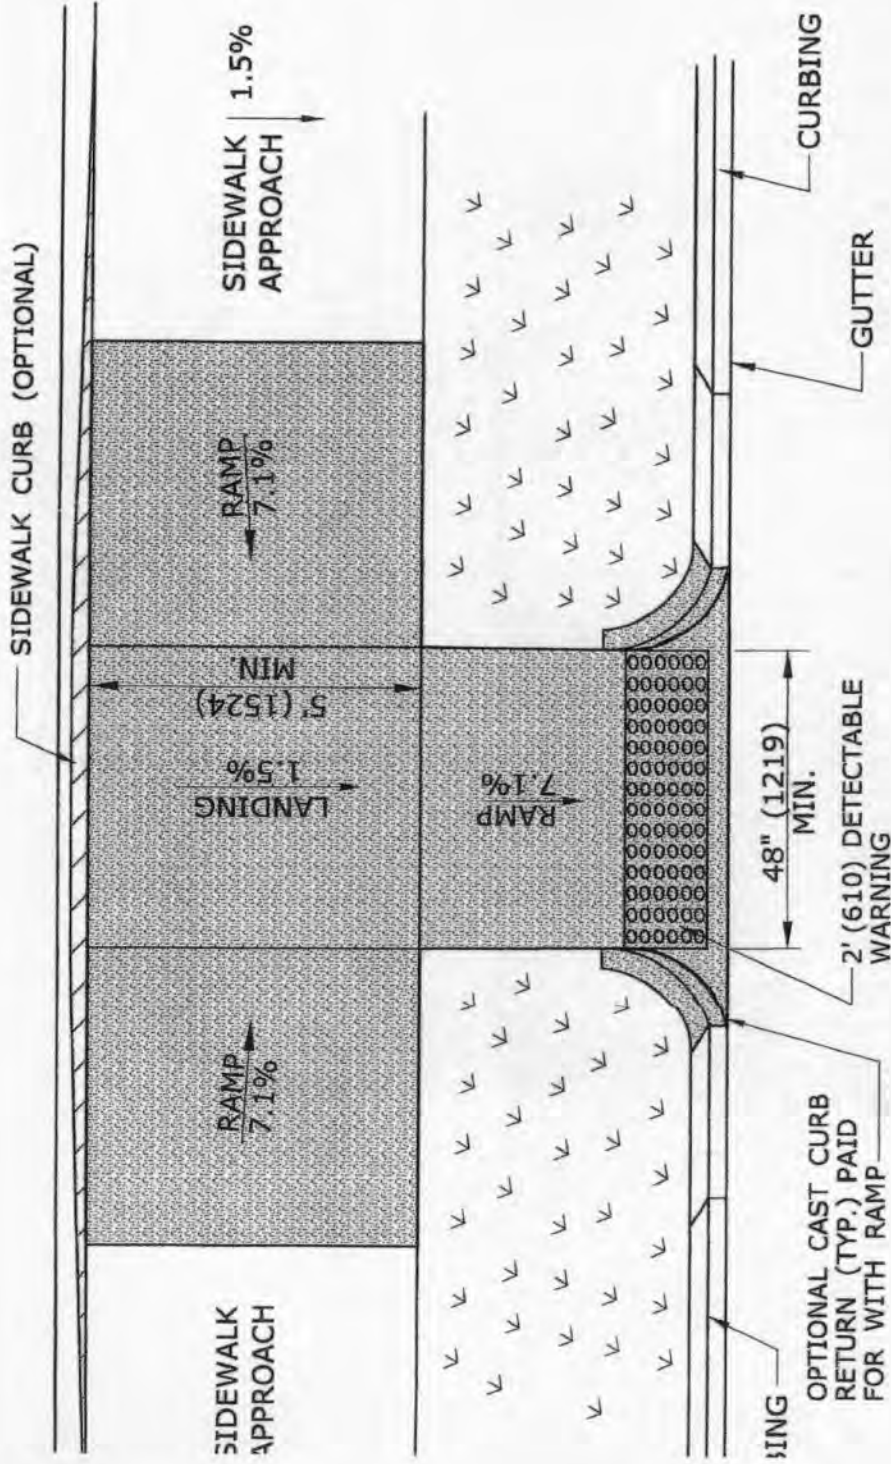 SIDEWALK CURB (OPTIONAL)
SIDEWALK
APPROACH
1.5%
RAMP
7.1%
5' (1524)
MIN.
LANDING
1.5%
RAMP
7.1%
RAMP
7.1%
SIDEWALK
APPROACH
CURBING
GUTTER
48" (1219)
MIN.
2' (610) DETECTABLE
WARNING
OPTIONAL CAST CURB
RETURN (TYP.) PAID
FOR WITH RAMP
BING